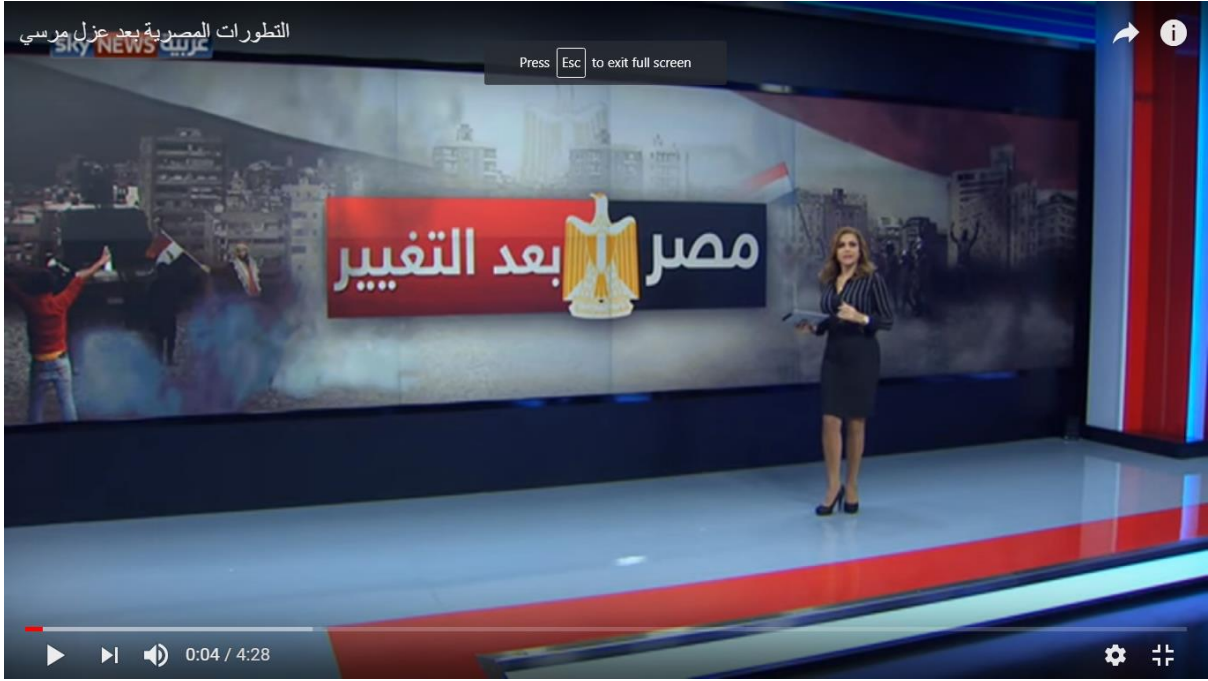 التطورات المصرية بعد عزل مرسي
sky NEWS عربية
Press Esc to exit full screen
مصر بعد التغيير
0:04 / 4:28